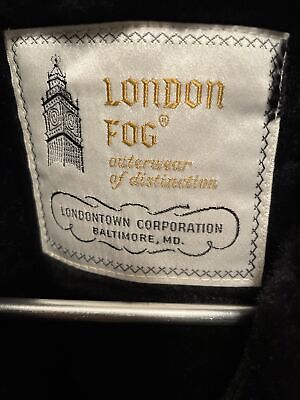 LONDON
FOG®
outerwear
of distinction
LONDONTOWN CORPORATION
BALTIMORE, MD.